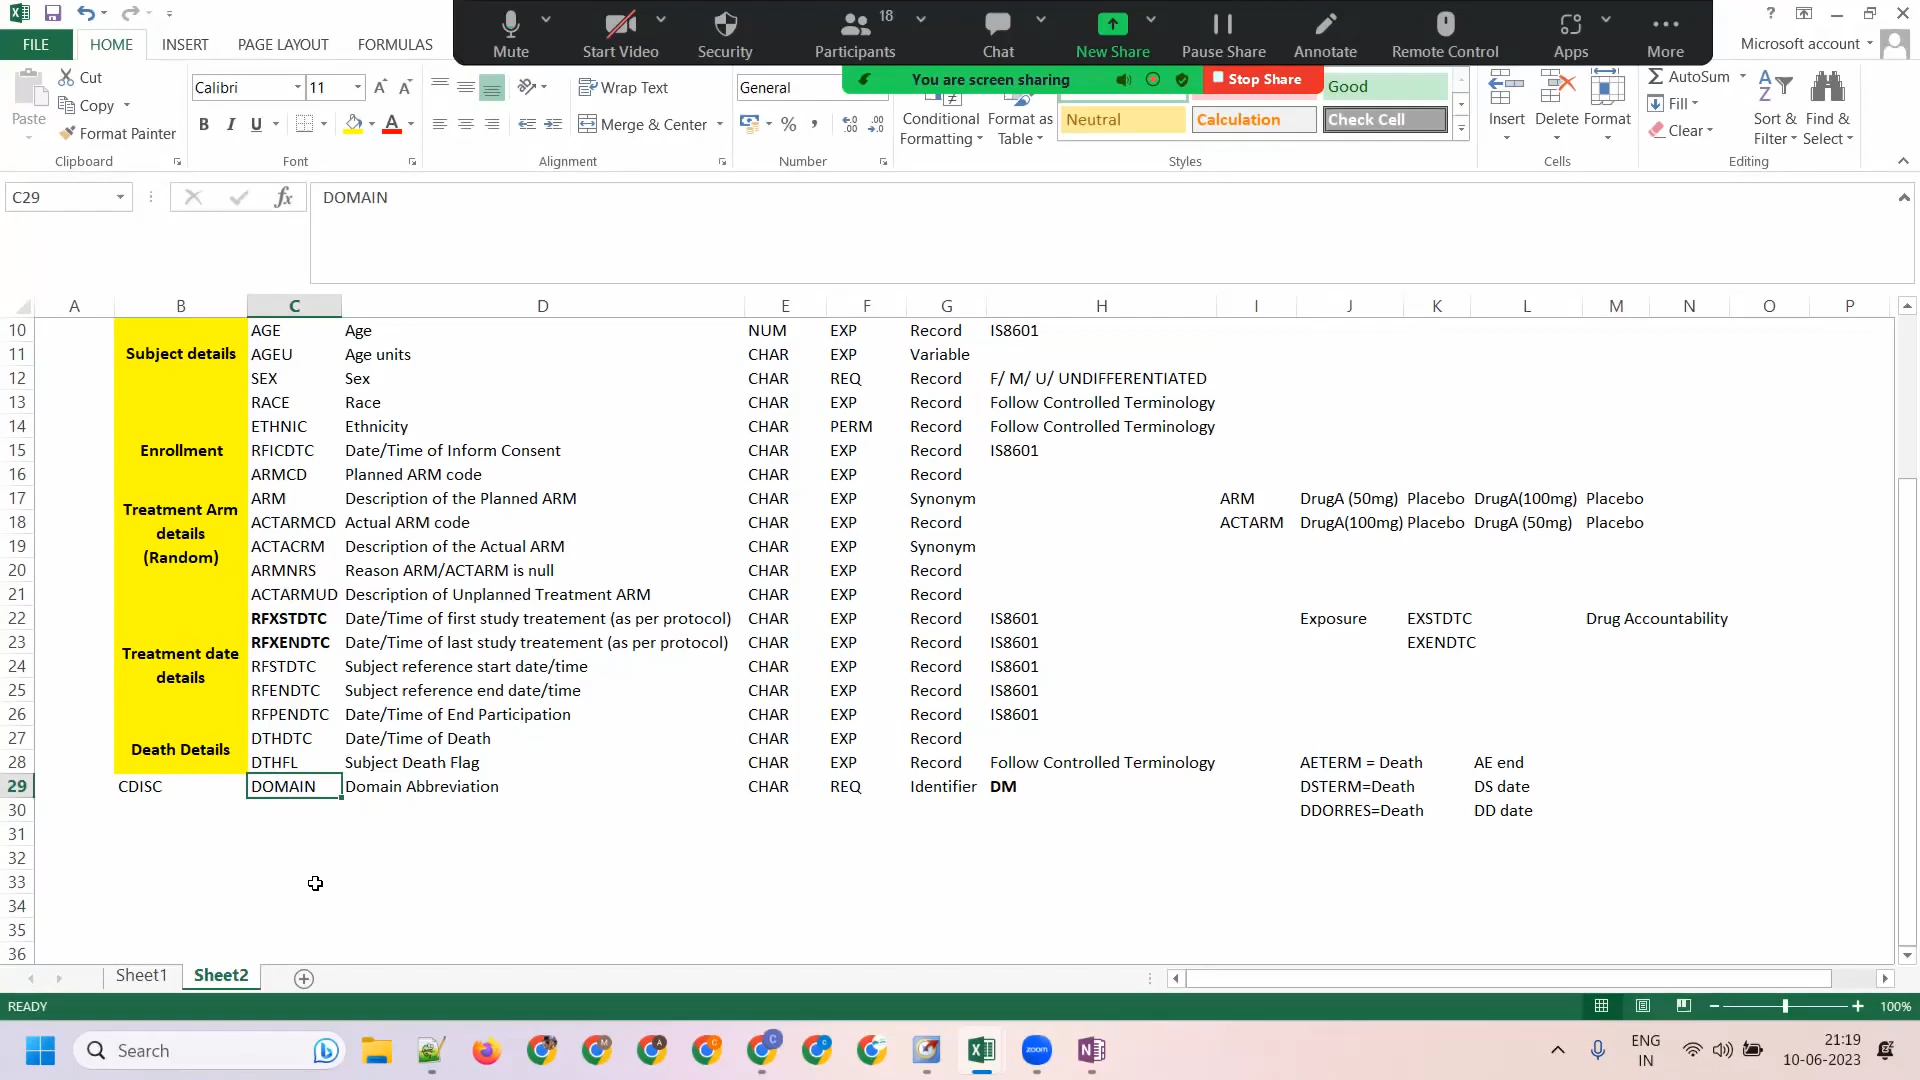 Mute
Start Video
Security
Participants 18
Chat
New Share
Pause Share
Annotate
Remote Control
Apps
More
You are screen sharing
Stop Share
FILE HOME INSERT PAGE LAYOUT FORMULAS
Microsoft account
Paste
Cut
Copy
Format Painter
Clipboard
Calibri 11
B I U
Font
Wrap Text
Merge & Center
Alignment
General
Number
Conditional Formatting
Format as Table
Good
Neutral Calculation Check Cell
Styles
Insert Delete Format
Cells
AutoSum
Fill
Clear
Sort & Filter
Find & Select
Editing
C29 fx DOMAIN
A B C D E F G H I J K L M N O P
10 AGE Age NUM EXP Record IS8601
11 Subject details AGEU Age units CHAR EXP Variable
12 SEX Sex CHAR REQ Record F/ M/ U/ UNDIFFERENTIATED
13 RACE Race CHAR EXP Record Follow Controlled Terminology
14 ETHNIC Ethnicity CHAR PERM Record Follow Controlled Terminology
15 Enrollment RFICDTC Date/Time of Inform Consent CHAR EXP Record IS8601
16 ARMCD Planned ARM code CHAR EXP Record
17 ARM Description of the Planned ARM CHAR EXP Synonym ARM DrugA (50mg) Placebo DrugA(100mg) Placebo
Treatment Arm details (Random)
18 ACTARMCD Actual ARM code CHAR EXP Record ACTARM DrugA(100mg) Placebo DrugA (50mg) Placebo
19 ACTACRM Description of the Actual ARM CHAR EXP Synonym
20 ARMNRS Reason ARM/ACTARM is null CHAR EXP Record
21 ACTARMUD Description of Unplanned Treatment ARM CHAR EXP Record
22 RFXSTDTC Date/Time of first study treatement (as per protocol) CHAR EXP Record IS8601 Exposure EXSTDTC Drug Accountability
23 RFXENDTC Date/Time of last study treatement (as per protocol) CHAR EXP Record IS8601 EXENDTC
Treatment date details
24 RFSTDTC Subject reference start date/time CHAR EXP Record IS8601
25 RFENDTC Subject reference end date/time CHAR EXP Record IS8601
26 RFPENDTC Date/Time of End Participation CHAR EXP Record IS8601
27 DTHDTC Date/Time of Death CHAR EXP Record
Death Details
28 DTHFL Subject Death Flag CHAR EXP Record Follow Controlled Terminology AETERM = Death AE end
29 CDISC DOMAIN Domain Abbreviation CHAR REQ Identifier DM DSTERM=Death DS date
30 DDORRES=Death DD date
31
32
33
34
35
36
Sheet1 Sheet2
READY 100%
Search
zoom
ENG
IN
21:19
10-06-2023